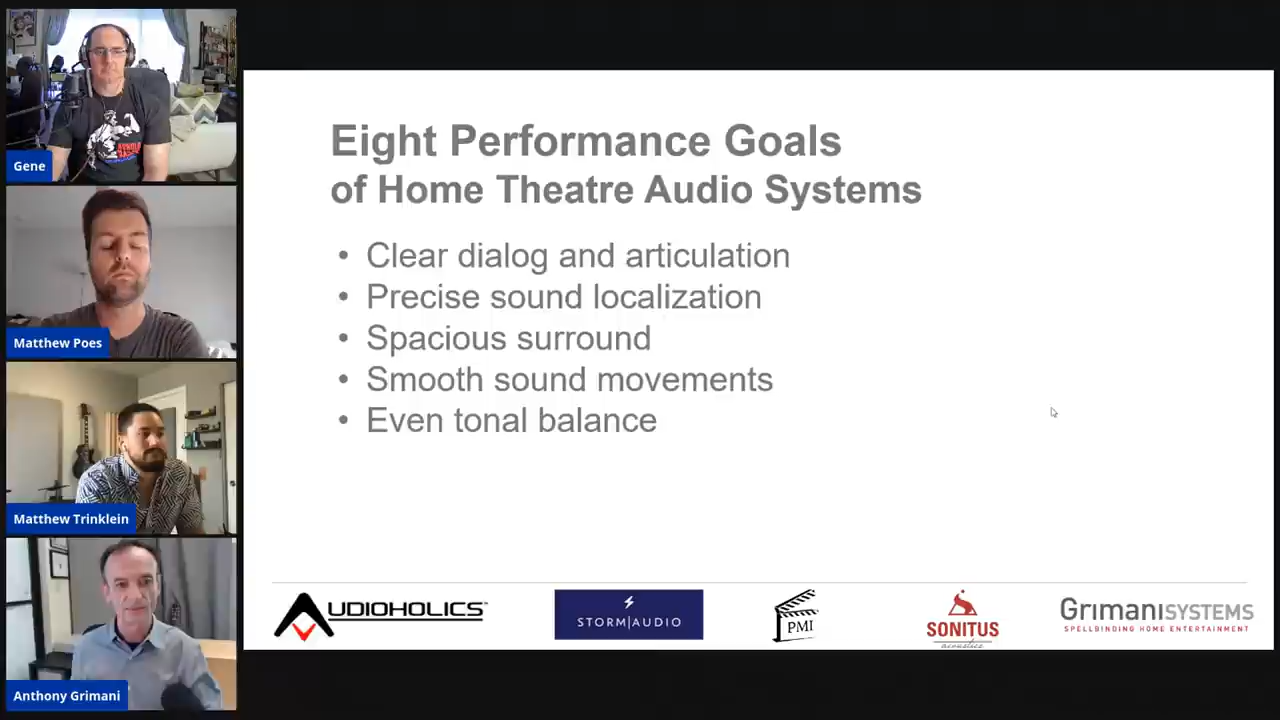 Gene
Matthew Poes
Matthew Trinklein
Anthony Grimani
Eight Performance Goals
of Home Theatre Audio Systems
• Clear dialog and articulation
• Precise sound localization
• Spacious surround
• Smooth sound movements
• Even tonal balance
AUDIOHOLICS
STORM|AUDIO
PMI
SONITUS
acoustics
GRIMANISYSTEMS
SPELLBINDING HOME ENTERTAINMENT